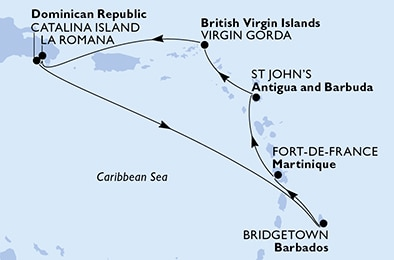 Dominican Republic
CATALINA ISLAND
LA ROMANA
British Virgin Islands
VIRGIN GORDA
ST JOHN'S
Antigua and Barbuda
FORT-DE-FRANCE
Martinique
Caribbean Sea
BRIDGETOWN
Barbados